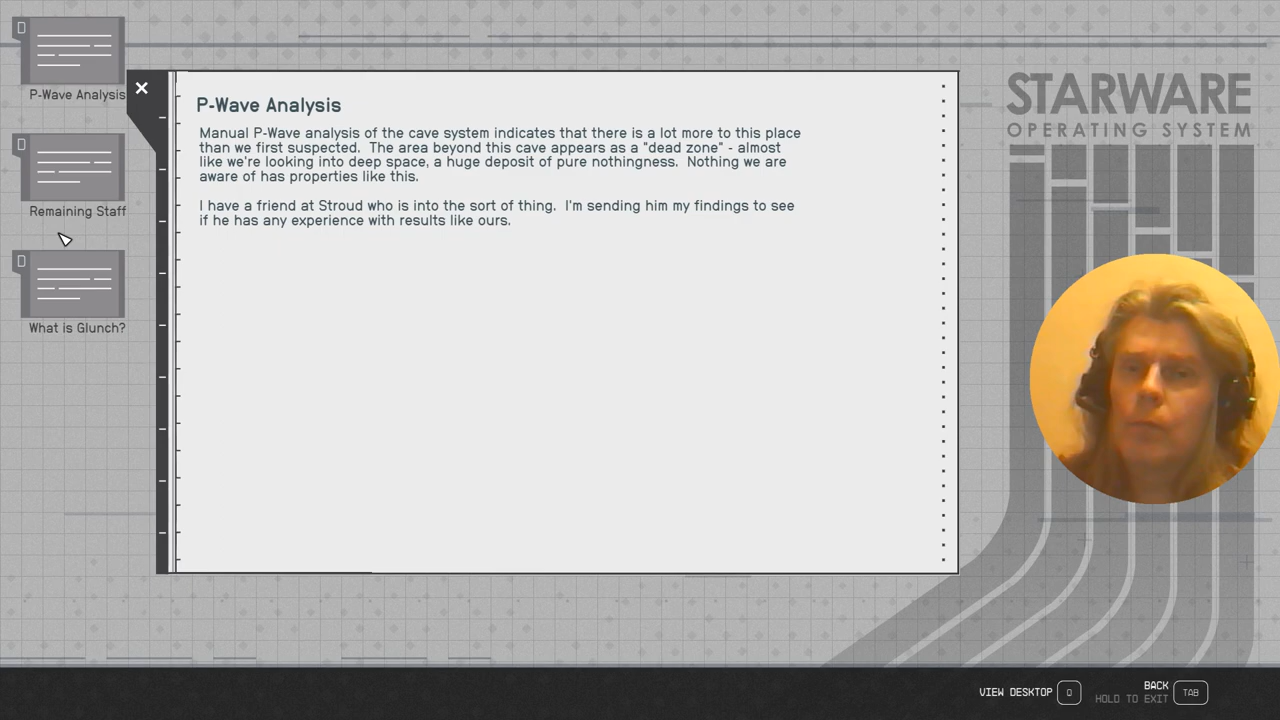 P-Wave Analysis
Remaining Staff
What is Glunch?
P-Wave Analysis
Manual P-Wave analysis of the cave system indicates that there is a lot more to this place
than we first suspected.  The area beyond this cave appears as a "dead zone" - almost
like we're looking into deep space, a huge deposit of pure nothingness.  Nothing we are
aware of has properties like this.
I have a friend at Stroud who is into the sort of thing.  I'm sending him my findings to see
if he has any experience with results like ours.
STARWARE
OPERATING SYSTEM
VIEW DESKTOP Q
BACK
HOLD TO EXIT TAB